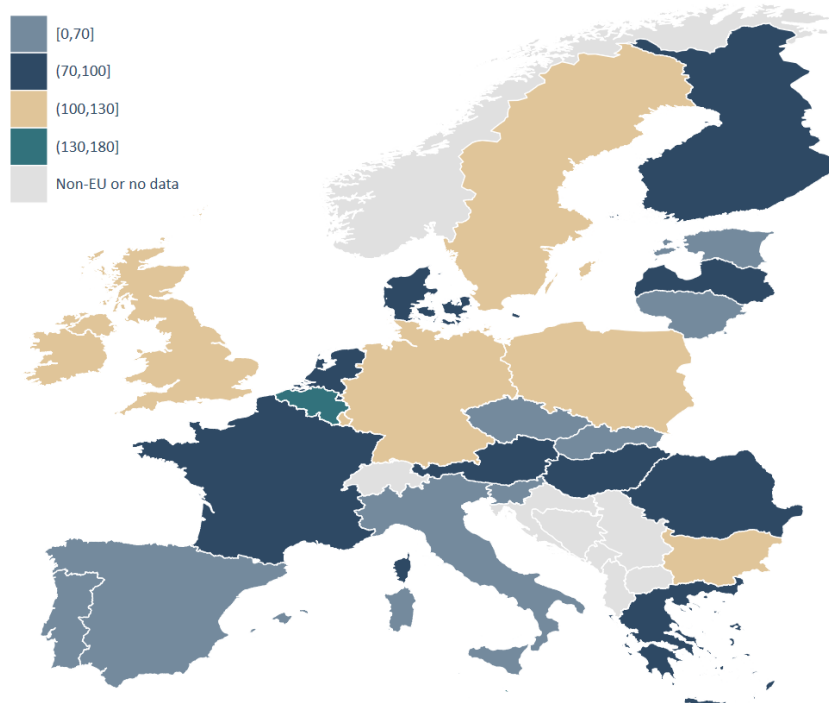 [0,70]
(70,100]
(100,130]
(130,180]
Non-EU or no data